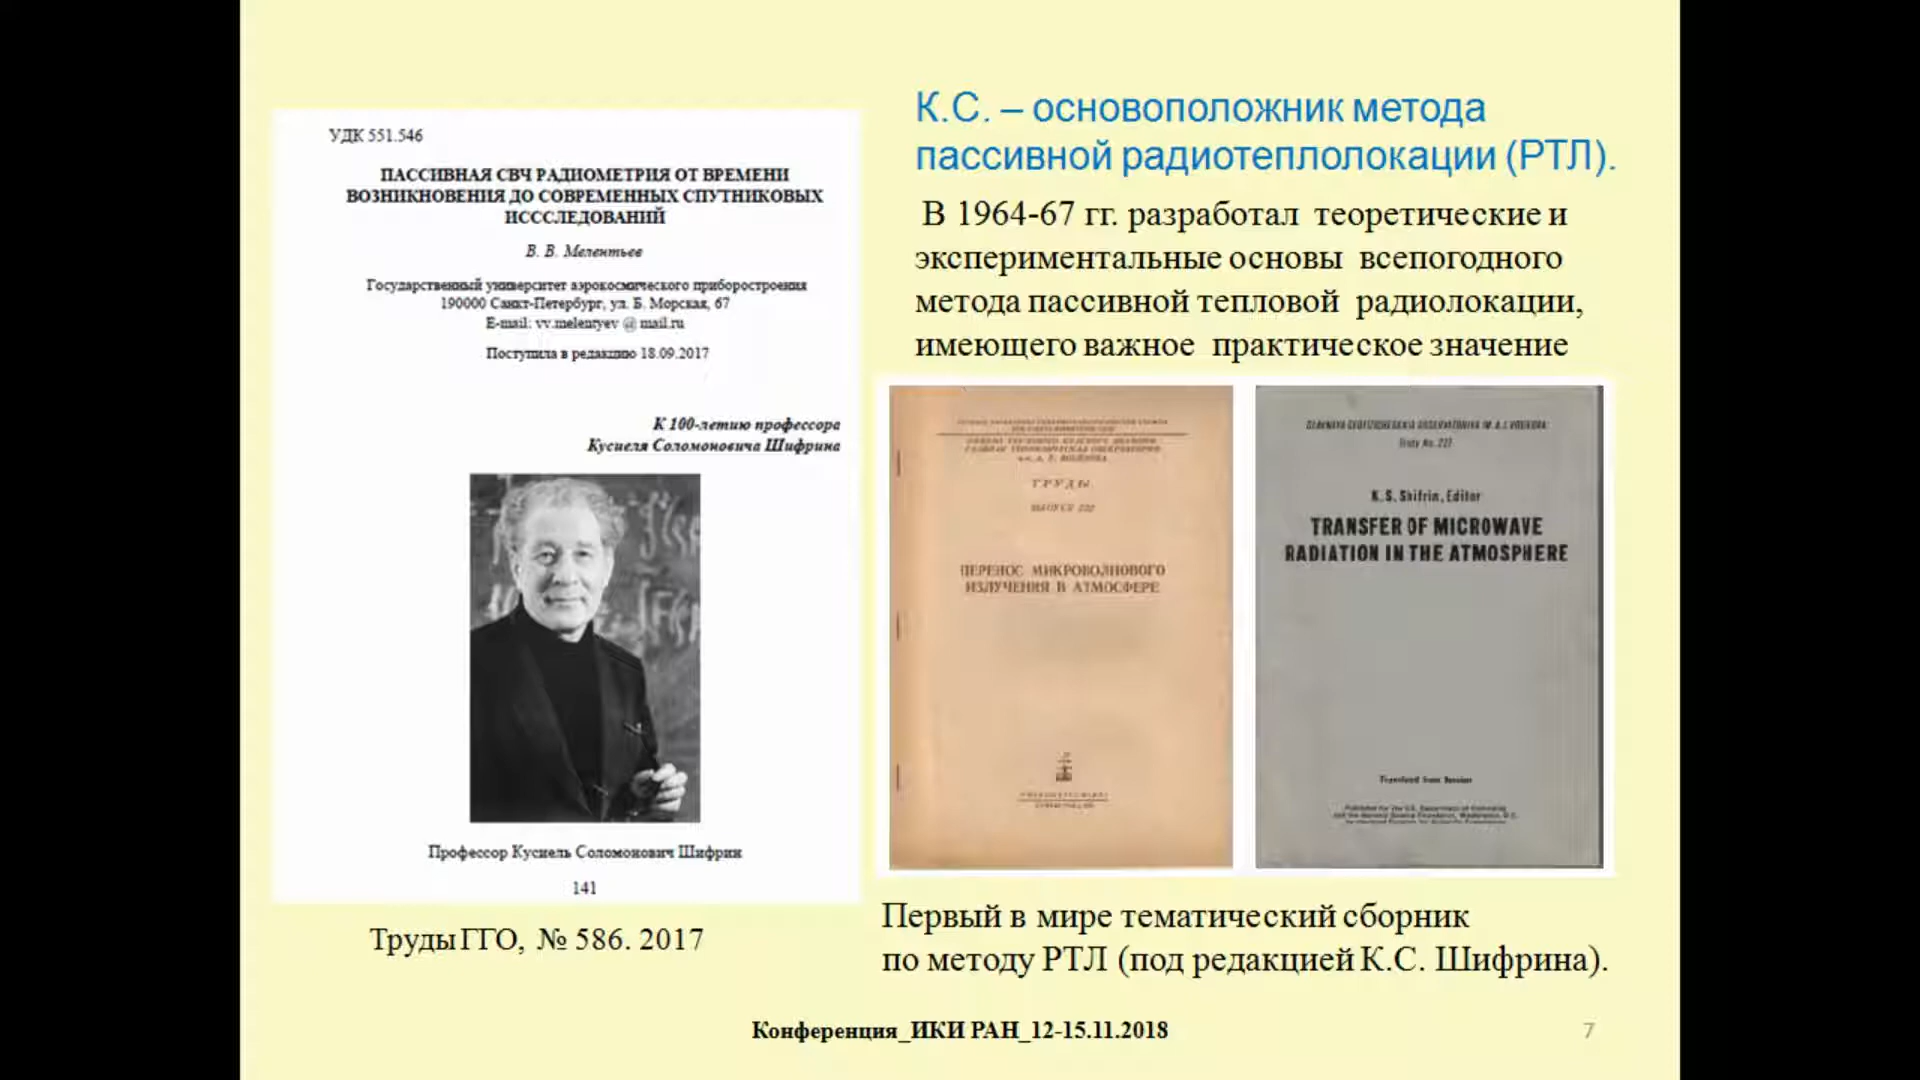 УДК 551.546
ПАССИВНАЯ СВЧ РАДИОМЕТРИЯ ОТ ВРЕМЕНИ
ВОЗНИКНОВЕНИЯ ДО СОВРЕМЕННЫХ СПУТНИКОВЫХ
ИСССЛЕДОВАНИЙ
В. В. Мелентьев
Государственный университет аэрокосмического приборостроения
190000 Санкт-Петербург, ул. Б. Морская, 67
E-mail: vv.melentyev @ mail.ru
Поступила в редакцию 18.09.2017
К 100-летию профессора
Кусиеля Соломоновича Шифрина
Профессор Кусиель Соломонович Шифрин
141
Труды ГГО, № 586. 2017
К.С. – основоположник метода
пассивной радиотеплолокации (РТЛ).
В 1964-67 гг. разработал теоретические и
экспериментальные основы всепогодного
метода пассивной тепловой радиолокации,
имеющего важное практическое значение
ТРУДЫ
ВЫПУСК 222
ПЕРЕНОС МИКРОВОЛНОВОГО
ИЗЛУЧЕНИЯ В АТМОСФЕРЕ
Trudy No. 222
K.S. Shifrin, Editor
TRANSFER OF MICROWAVE
RADIATION IN THE ATMOSPHERE
Translated from Russian
Первый в мире тематический сборник
по методу РТЛ (под редакцией К.С. Шифрина).
Конференция_ИКИ РАН_12-15.11.2018
7